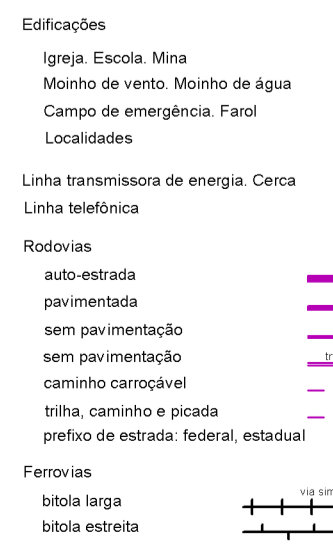 Edificações
Igreja. Escola. Mina
Moinho de vento. Moinho de água
Campo de emergência. Farol
Localidades
Linha transmissora de energia. Cerca
Linha telefônica
Rodovias
auto-estrada
pavimentada
sem pavimentação
sem pavimentação
caminho carroçável
trilha, caminho e picada
prefixo de estrada: federal, estadual
Ferrovias
via
bitola larga
bitola estreita